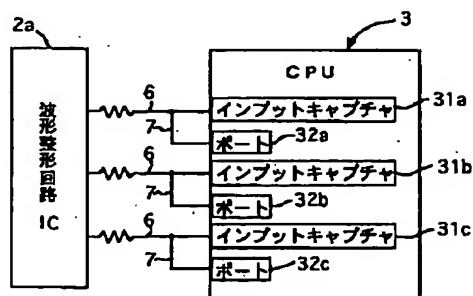 2a
3
CPU
波形整形回路IC
6
インプットキャプチャ
31a
7
ポート
32a
6
インプットキャプチャ
31b
7
ポート
32b
6
インプットキャプチャ
31c
7
ポート
32c